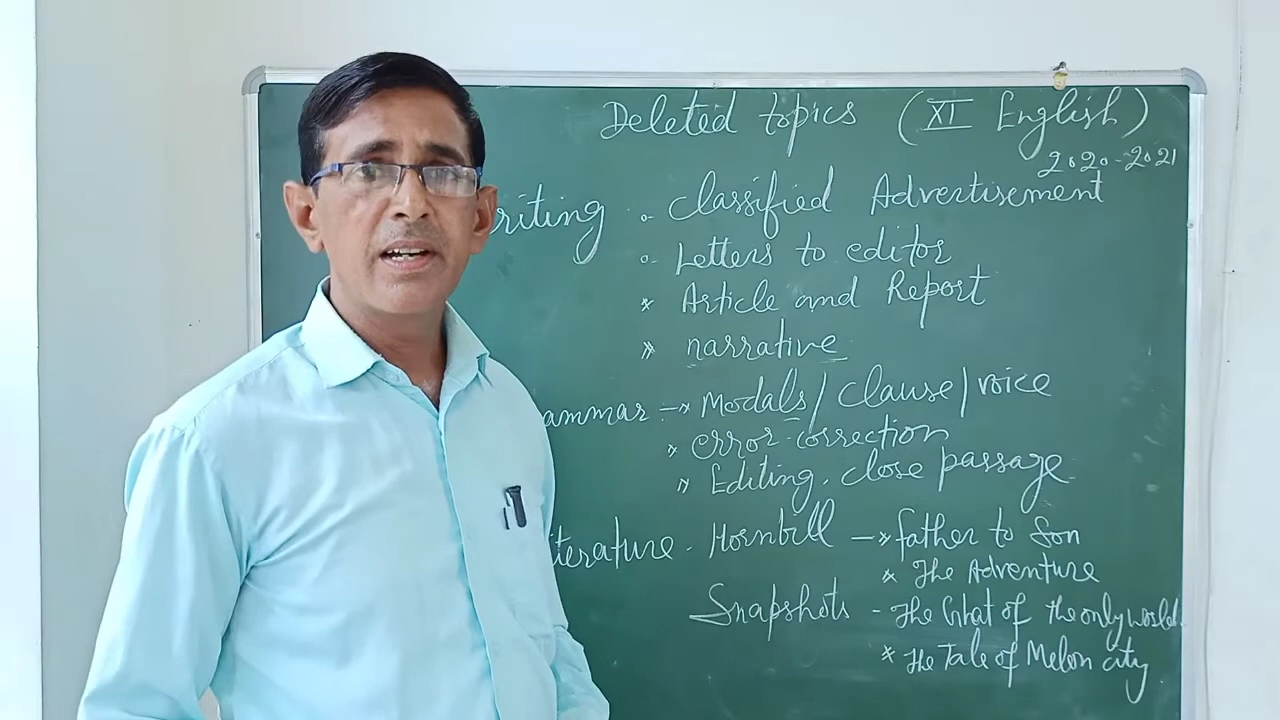 Deleted topics (XI English)
2020-2021
riting . Classified Advertisement
Letters to editor
* Article and Report
» narrative
ammar → Modals/Clause/voice
* error-correction
» Editing. close passage
iterature. Hornbill → father to Son
* The Adventure
Snapshots - The Ghat of the only world.
* The Tale of Melon city